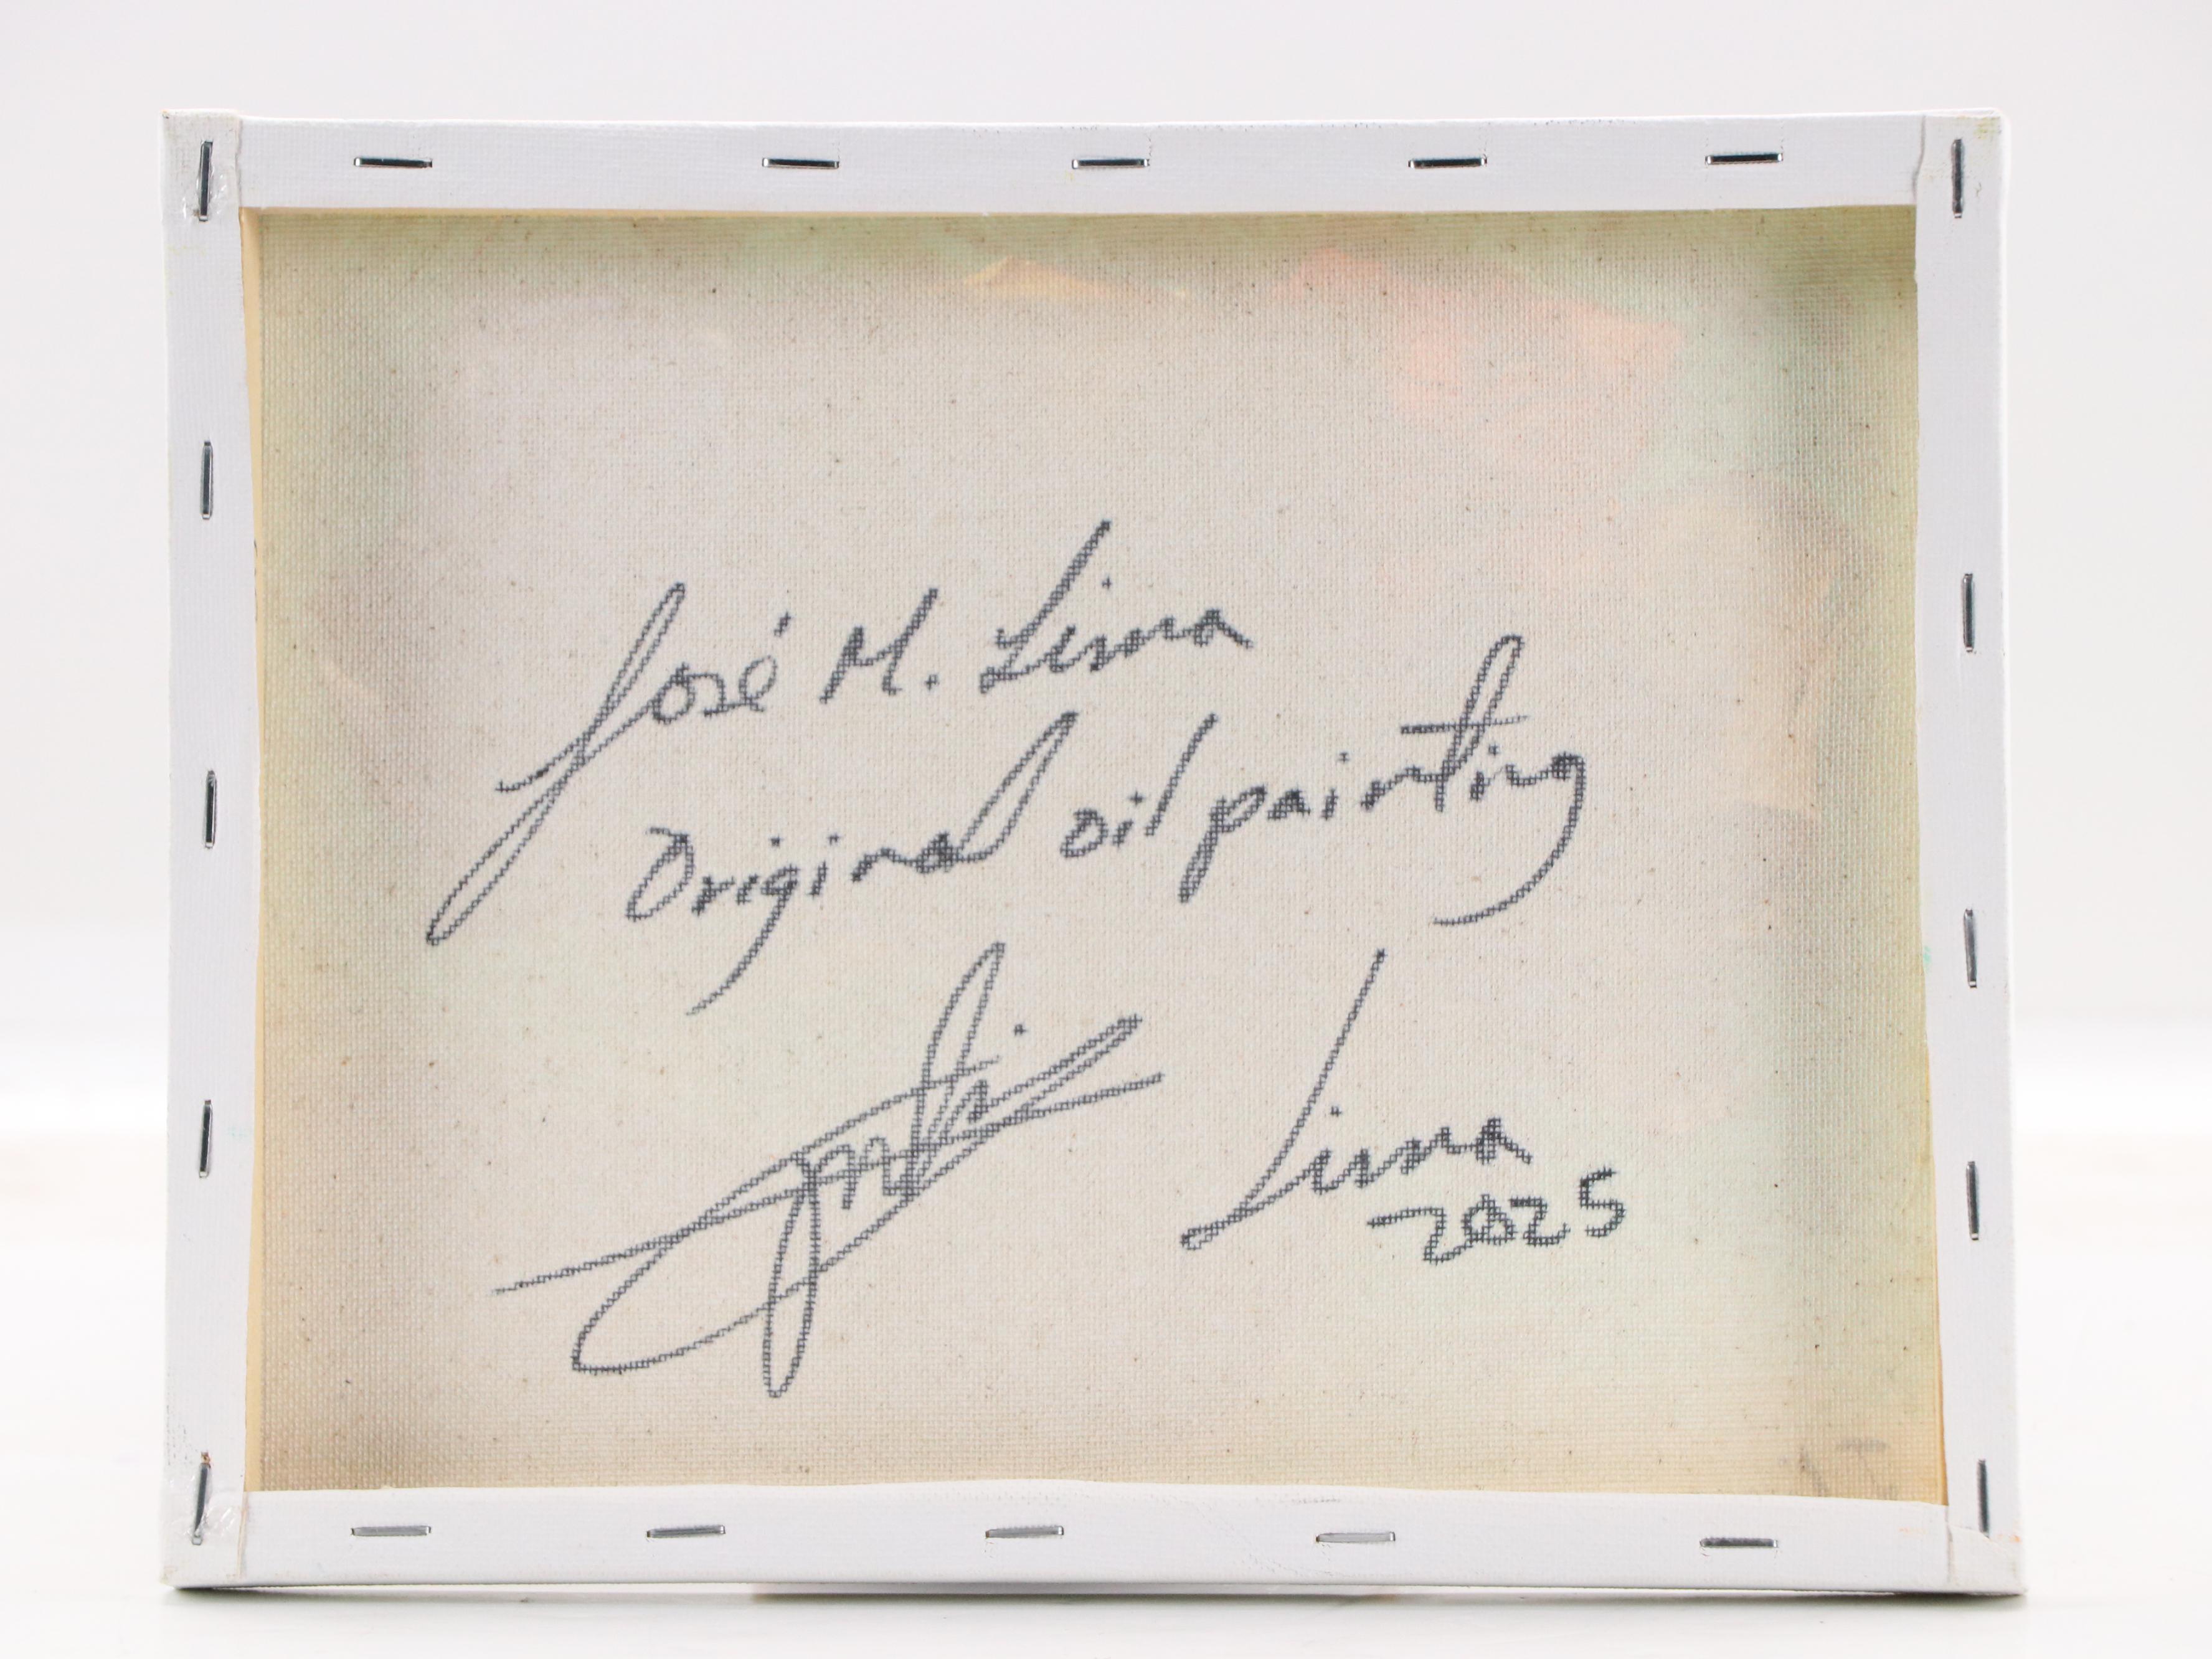 José M. Lima
Original oil painting
Lima
2025